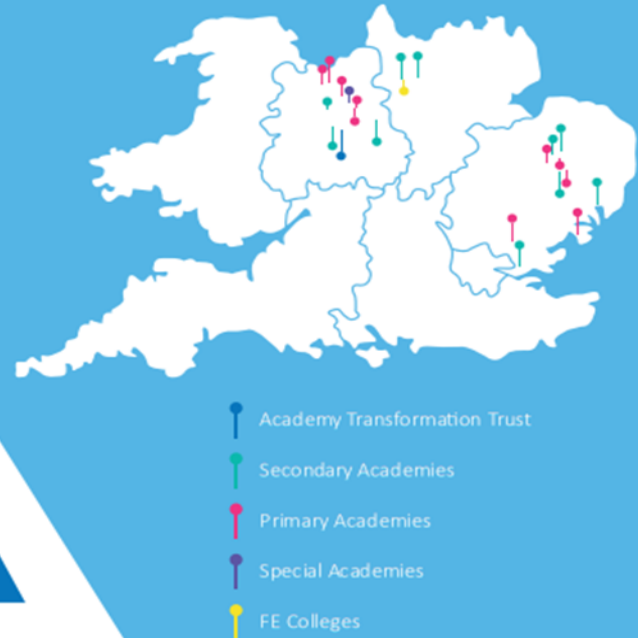 Academy Transformation Trust
Secondary Academies
Primary Academies
Special Academies
FE Colleges